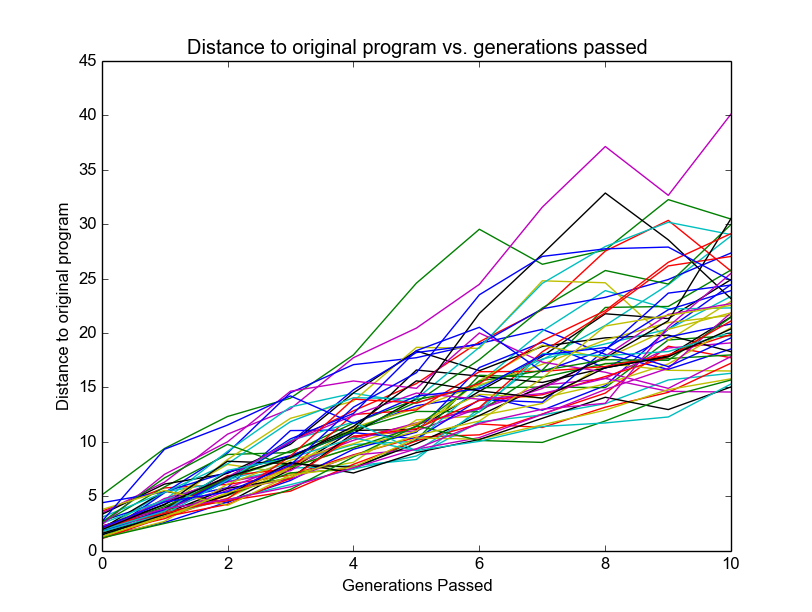 Distance to original program vs. generations passed
45
40
35
30
25
20
15
10
5
0
Distance to original program
0 2 4 6 8 10
Generations Passed